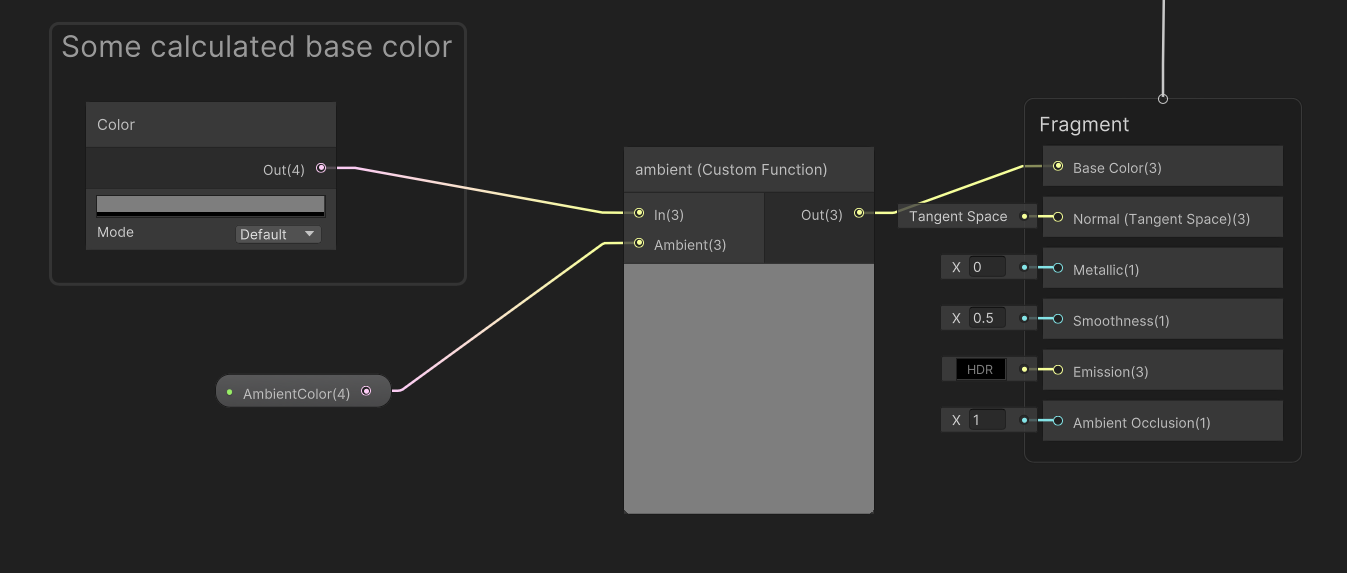 Some calculated base color
Color
Out(4)
Mode
Default
AmbientColor(4)
ambient (Custom Function)
In(3)
Out(3)
Ambient(3)
Fragment
Base Color(3)
Tangent Space
Normal (Tangent Space)(3)
X 0
Metallic(1)
X 0.5
Smoothness(1)
HDR
Emission(3)
X 1
Ambient Occlusion(1)